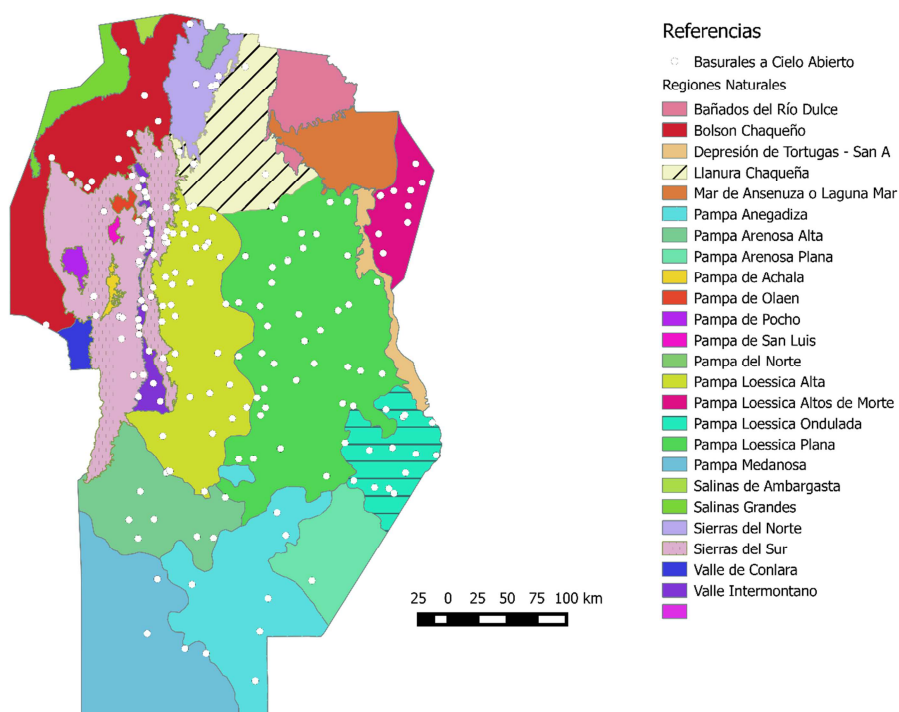 Referencias
Basurales a Cielo Abierto
Regiones Naturales
Bañados del Río Dulce
Bolson Chaqueño
Depresión de Tortugas - San A
Llanura Chaqueña
Mar de Ansenuza o Laguna Mar
Pampa Anegadiza
Pampa Arenosa Alta
Pampa Arenosa Plana
Pampa de Achala
Pampa de Olaen
Pampa de Pocho
Pampa de San Luis
Pampa del Norte
Pampa Loessica Alta
Pampa Loessica Altos de Morte
Pampa Loessica Ondulada
Pampa Loessica Plana
Pampa Medanosa
Salinas de Ambargasta
Salinas Grandes
Sierras del Norte
Sierras del Sur
Valle de Conlara
Valle Intermontano
25 0 25 50 75 100 km